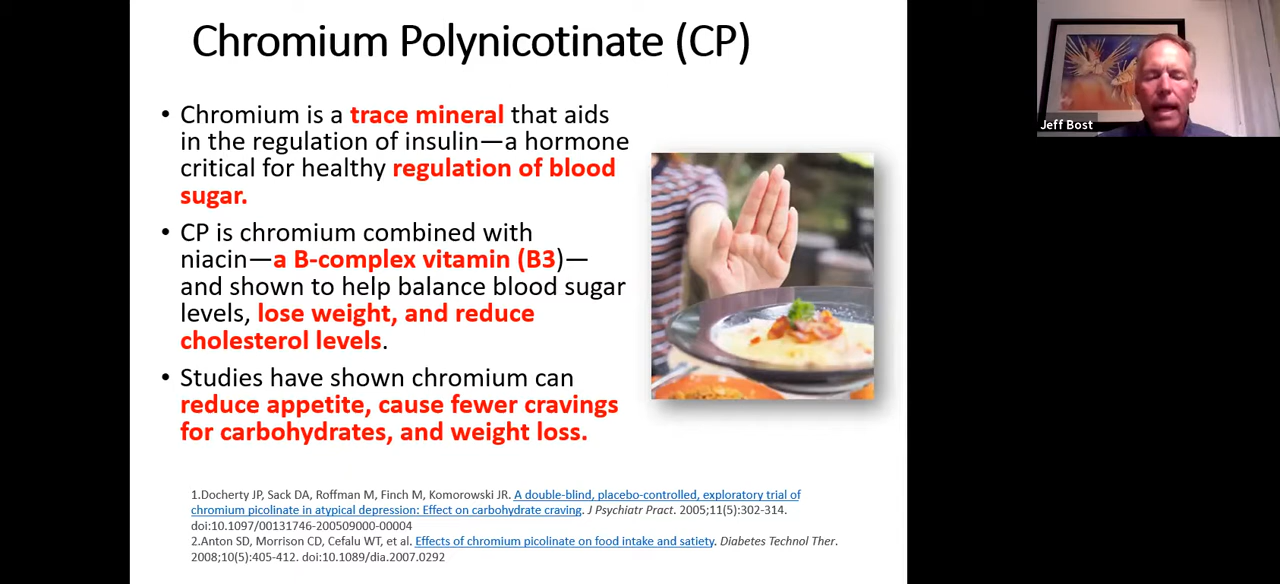 Chromium Polynicotinate (CP)
• Chromium is a trace mineral that aids
in the regulation of insulin—a hormone
critical for healthy regulation of blood
sugar.
• CP is chromium combined with
niacin—a B-complex vitamin (B3)—
and shown to help balance blood sugar
levels, lose weight, and reduce
cholesterol levels.
• Studies have shown chromium can
reduce appetite, cause fewer cravings
for carbohydrates, and weight loss.
1.Docherty JP, Sack DA, Roffman M, Finch M, Komorowski JR. A double-blind, placebo-controlled, exploratory trial of
chromium picolinate in atypical depression: Effect on carbohydrate craving. J Psychiatr Pract. 2005;11(5):302-314.
doi:10.1097/00131746-200509000-00004
2.Anton SD, Morrison CD, Cefalu WT, et al. Effects of chromium picolinate on food intake and satiety. Diabetes Technol Ther.
2008;10(5):405-412. doi:10.1089/dia.2007.0292
Jeff Bost